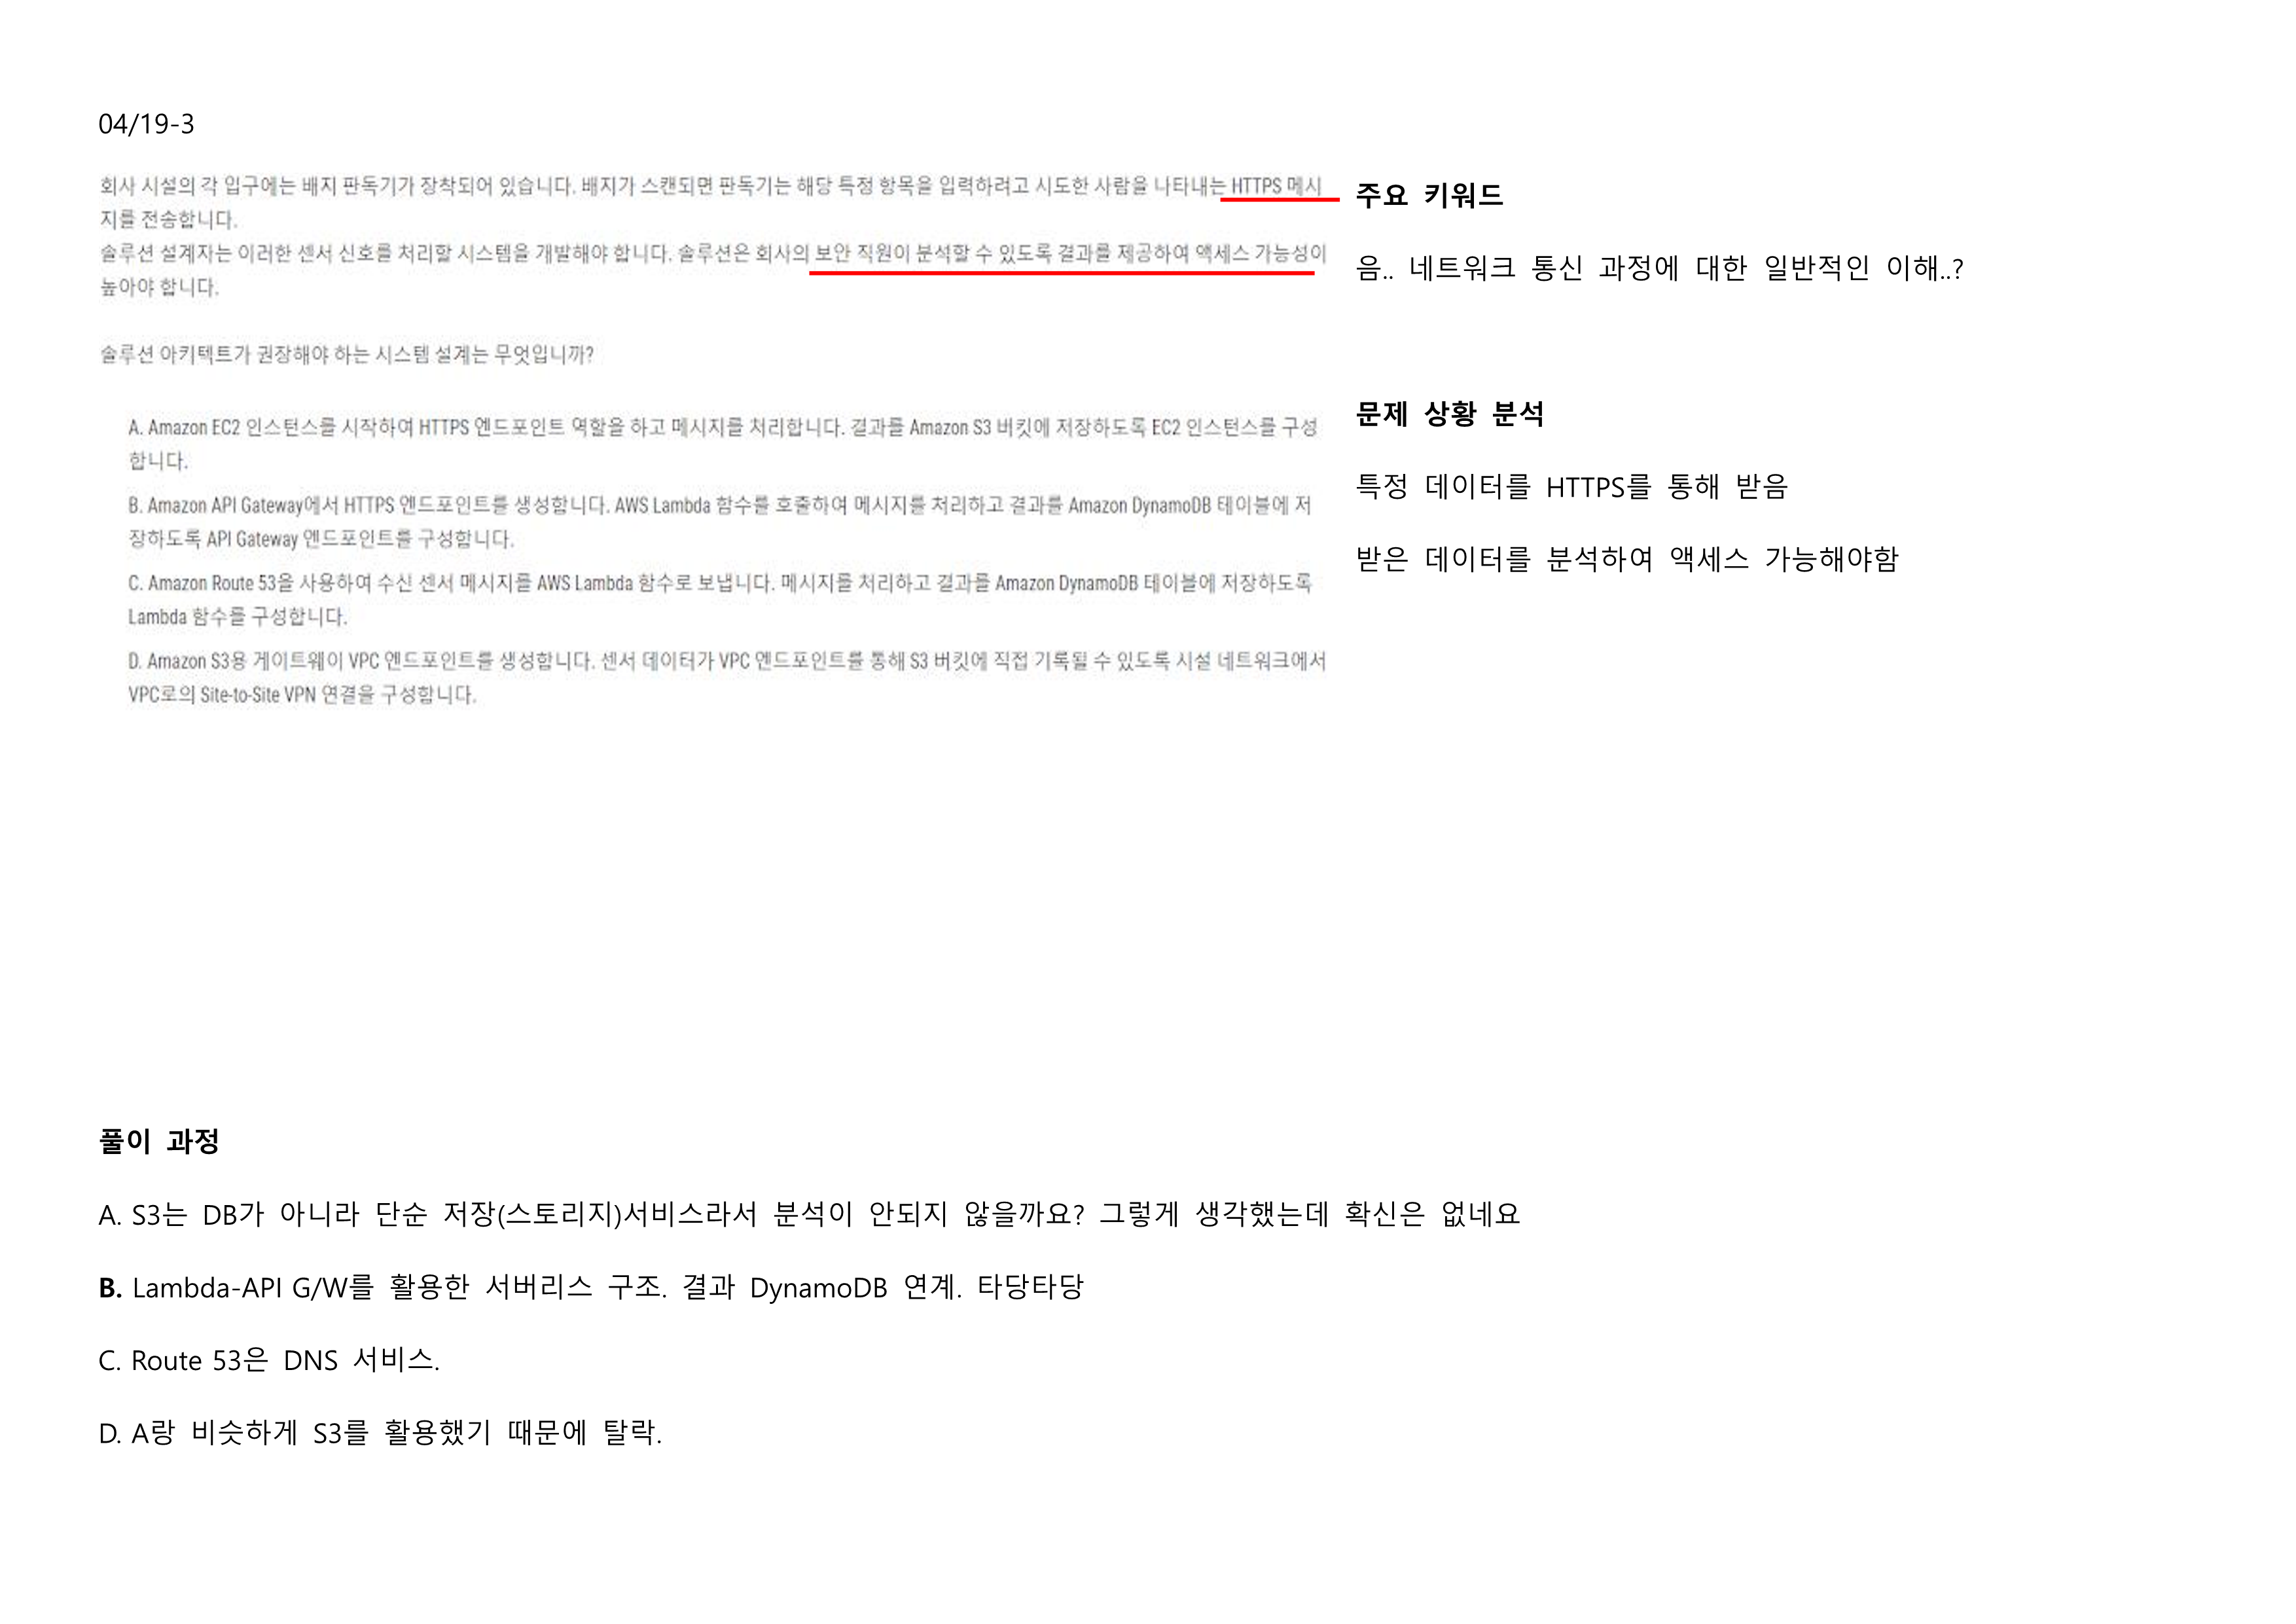 04/19-3
회사 시설의 각 입구에는 배지 판독기가 장착되어 있습니다. 배지가 스캔되면 판독기는 해당 특정 항목을 입력하려고 시도한 사람을 나타내는 HTTPS 메시
지를 전송합니다.
솔루션 설계자는 이러한 센서 신호를 처리할 시스템을 개발해야 합니다. 솔루션은 회사의 보안 직원이 분석할 수 있도록 결과를 제공하여 액세스 가능성이
높아야 합니다.
솔루션 아키텍트가 권장해야 하는 시스템 설계는 무엇입니까?
A. Amazon EC2 인스턴스를 시작하여 HTTPS 엔드포인트 역할을 하고 메시지를 처리합니다. 결과를 Amazon S3 버킷에 저장하도록 EC2 인스턴스를 구성
합니다.
B. Amazon API Gateway에서 HTTPS 엔드포인트를 생성합니다. AWS Lambda 함수를 호출하여 메시지를 처리하고 결과를 Amazon DynamoDB 테이블에 저
장하도록 API Gateway 엔드포인트를 구성합니다.
C. Amazon Route 53을 사용하여 수신 센서 메시지를 AWS Lambda 함수로 보냅니다. 메시지를 처리하고 결과를 Amazon DynamoDB 테이블에 저장하도록
Lambda 함수를 구성합니다.
D. Amazon S3용 게이트웨이 VPC 엔드포인트를 생성합니다. 센서 데이터가 VPC 엔드포인트를 통해 S3 버킷에 직접 기록될 수 있도록 시설 네트워크에서
VPC로의 Site-to-Site VPN 연결을 구성합니다.
주요 키워드
음.. 네트워크 통신 과정에 대한 일반적인 이해..?
문제 상황 분석
특정 데이터를 HTTPS를 통해 받음
받은 데이터를 분석하여 액세스 가능해야함
풀이 과정
A. S3는 DB가 아니라 단순 저장(스토리지)서비스라서 분석이 안되지 않을까요? 그렇게 생각했는데 확신은 없네요
B. Lambda-API G/W를 활용한 서버리스 구조. 결과 DynamoDB 연계. 타당타당
C. Route 53은 DNS 서비스.
D. A랑 비슷하게 S3를 활용했기 때문에 탈락.